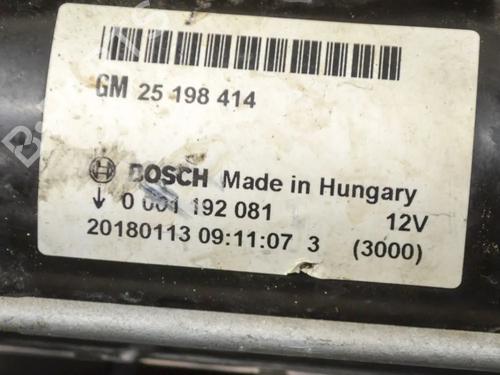 GM 25 198 414
BOSCH Made in Hungary
0 001 192 081 12V
20180113 09:11:07 3 (3000)